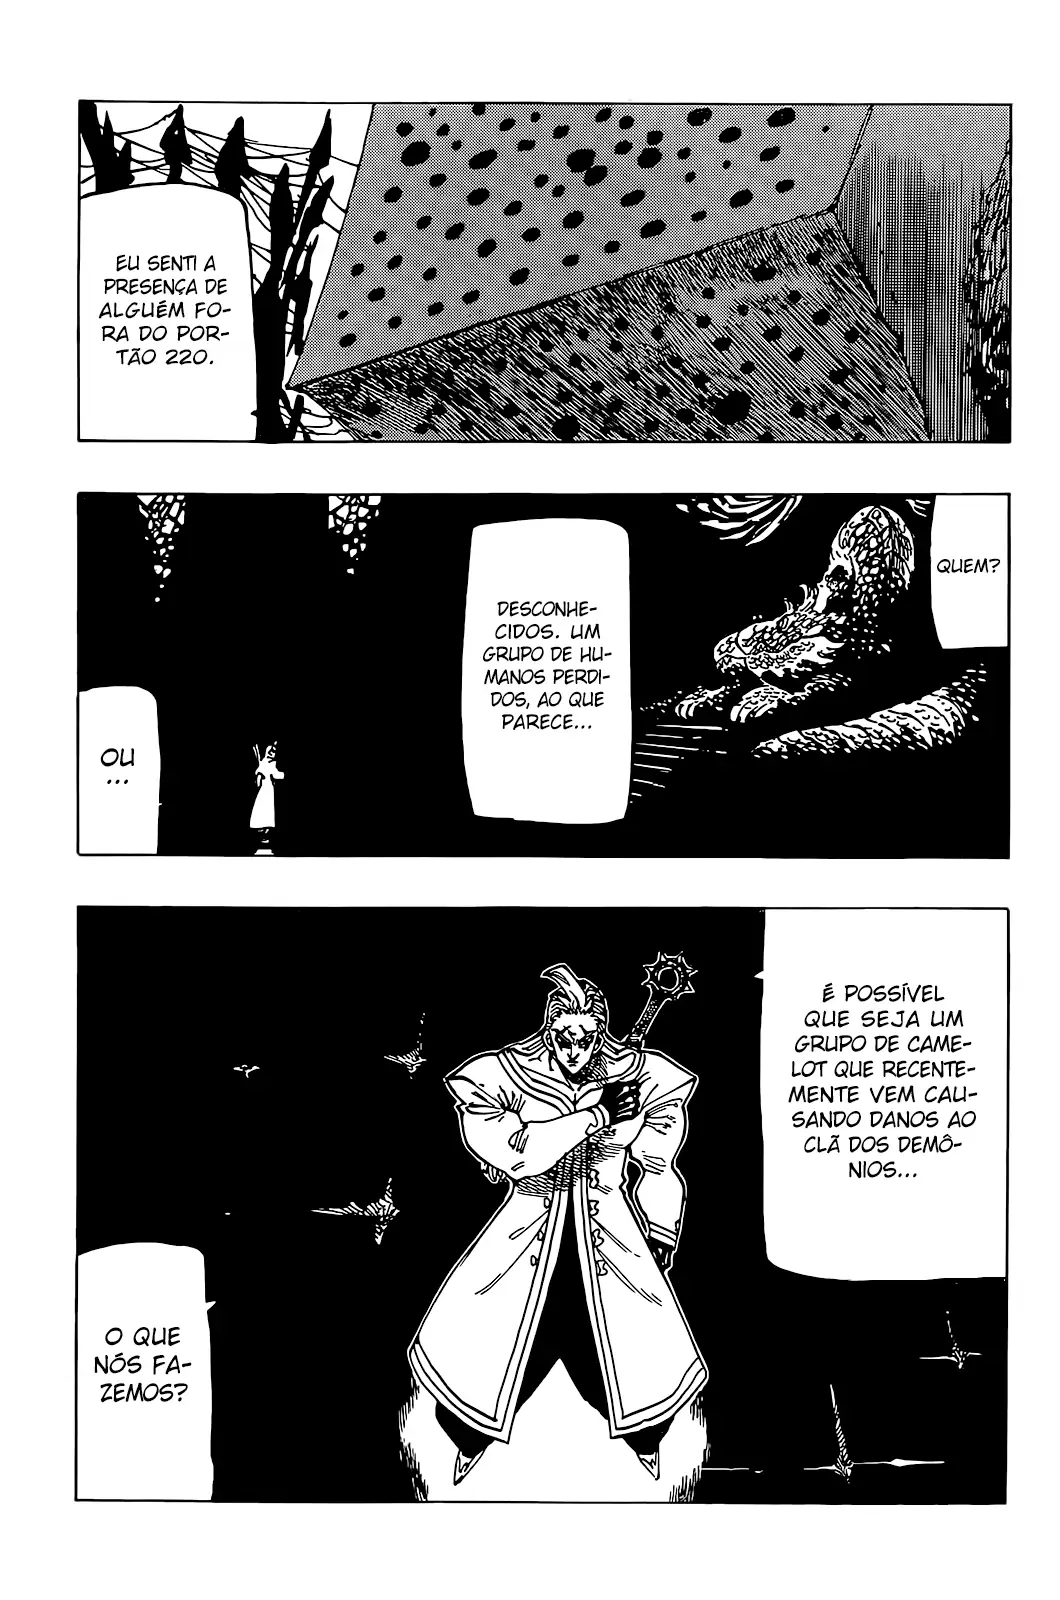 EU SENTI A
PRESENÇA DE
ALGUÉM FO-
RA DO POR-
TÃO 220.
QUEM?
DESCONHE-
CIDOS. UM
GRUPO DE HU-
MANOS PERDI-
DOS, AO QUE
PARECE...
OU
...
É POSSÍVEL
QUE SEJA UM
GRUPO DE CAME-
LOT QUE RECENTE-
MENTE VEM CAU-
SANDO DANOS AO
CLÃ DOS DEMÔ-
NIOS...
O QUE
NÓS FA-
ZEMOS?